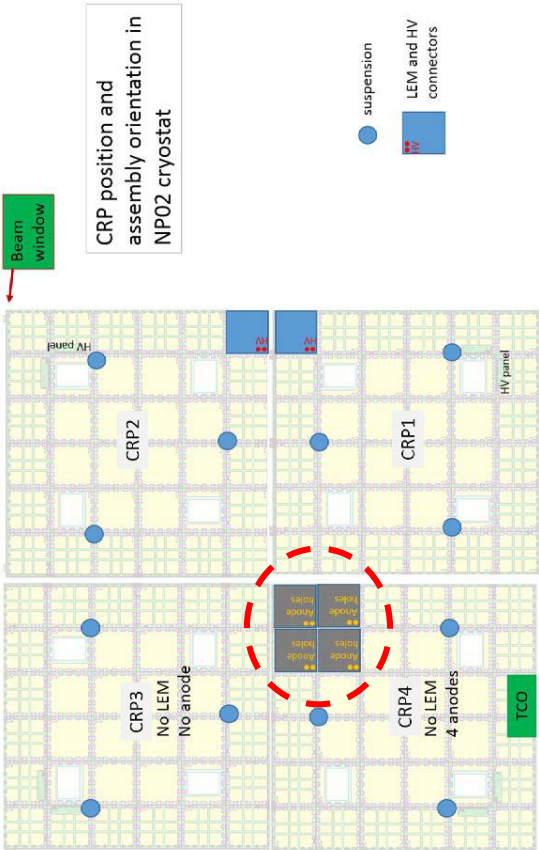 Beam
window
CRP position and
assembly orientation in
NP02 cryostat
suspension
LEM and HV
connectors
HV
HV panel
CRP2
HV
HV
CRP1
HV panel
CRP3
No LEM
No anode
Anode
holes
Anode
holes
Anode
holes
Anode
holes
CRP4
No LEM
4 anodes
TCO